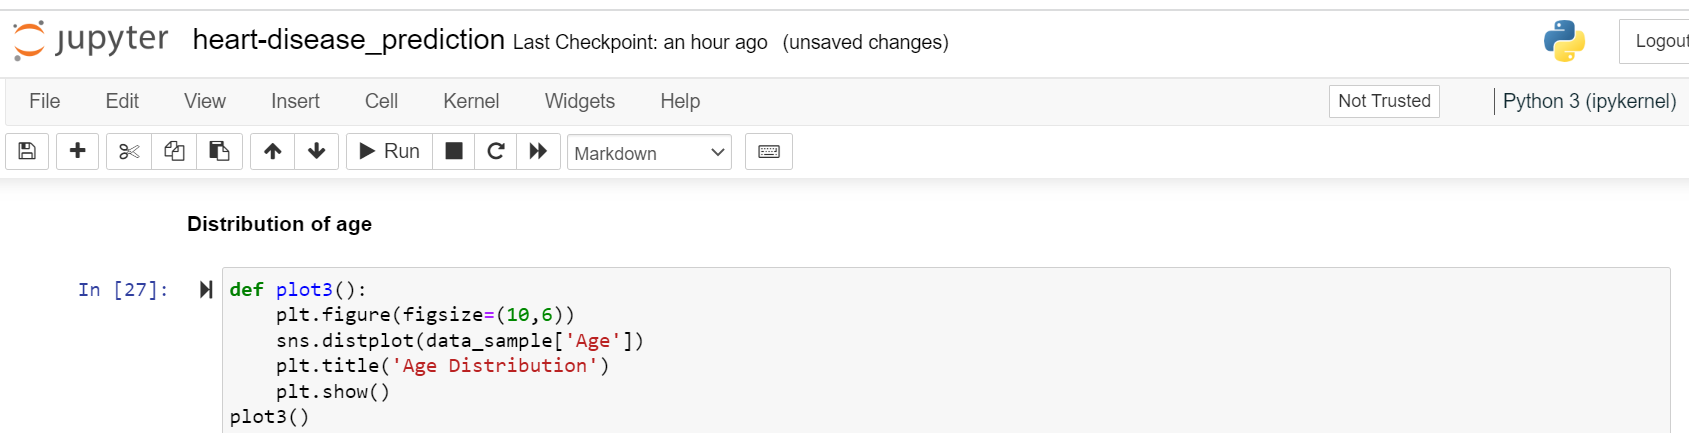 jupyter heart-disease_prediction Last Checkpoint: an hour ago (unsaved changes) Logout
File Edit View Insert Cell Kernel Widgets Help Not Trusted Python 3 (ipykernel)
Run Markdown
Distribution of age
In [27]: def plot3():
    plt.figure(figsize=(10,6))
    sns.distplot(data_sample['Age'])
    plt.title('Age Distribution')
    plt.show()
plot3()